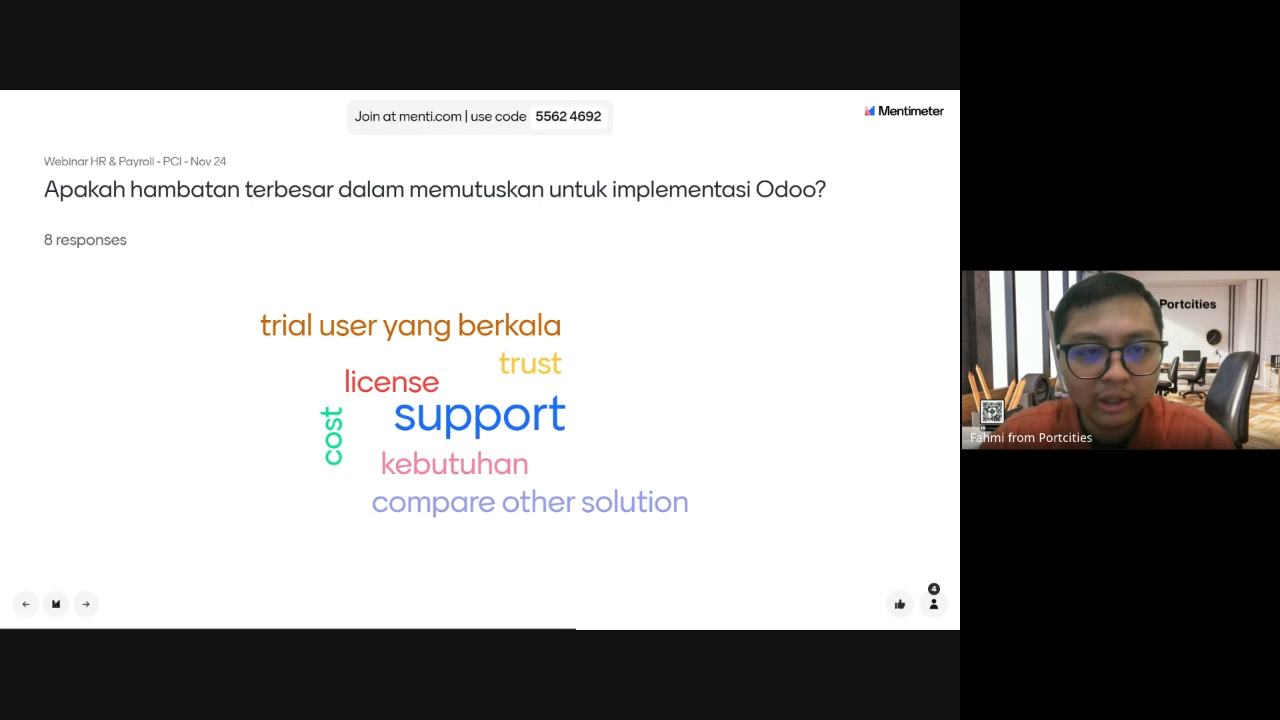 Join at menti.com | use code 5562 4692
Mentimeter
Webinar HR & Payroll - PCI - Nov 24
Apakah hambatan terbesar dalam memutuskan untuk implementasi Odoo?
8 responses
trial user yang berkala
trust
license
support
cost
kebutuhan
compare other solution
4
Portcities
Fahmi from Portcities